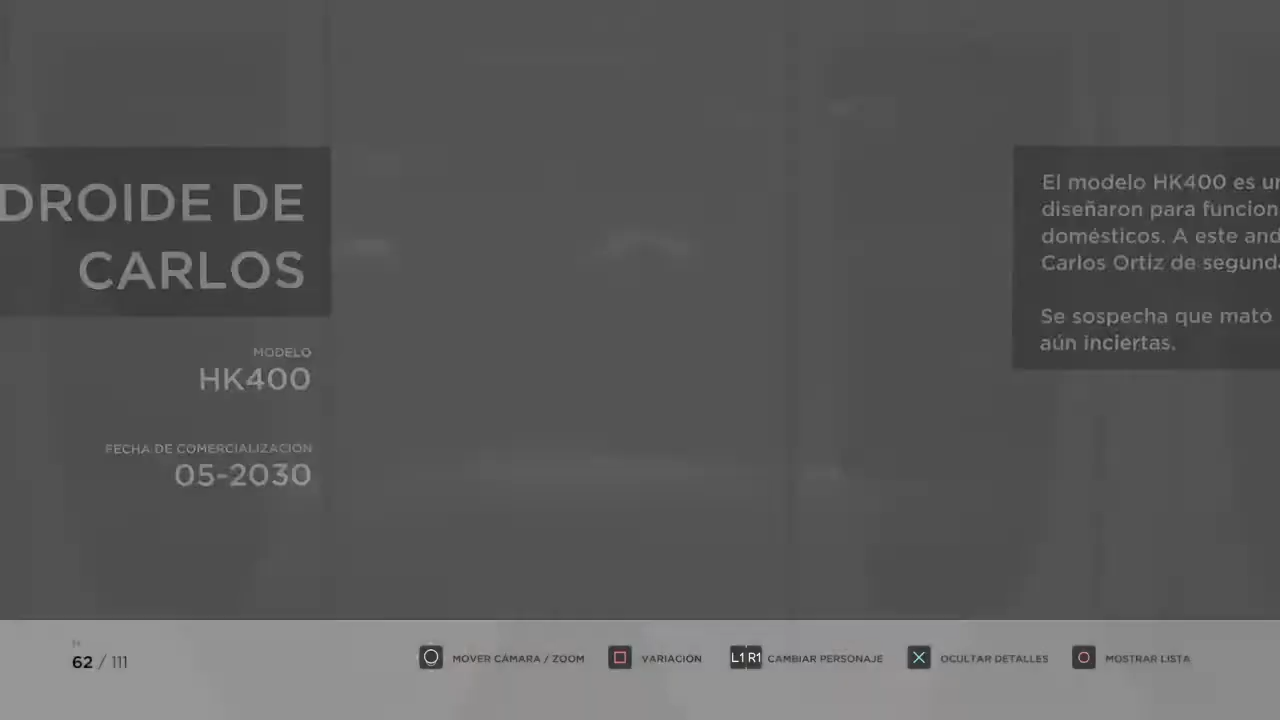 DROIDE DE
CARLOS
MODELO
HK400
FECHA DE COMERCIALIZACIÓN
05-2030
El modelo HK400 es un
diseñaron para funcion
domésticos. A este and
Carlos Ortiz de segunda
Se sospecha que mató
aún inciertas.
62 / 111
MOVER CÁMARA / ZOOM
VARIACIÓN
L1 R1 CAMBIAR PERSONAJE
OCULTAR DETALLES
MOSTRAR LISTA